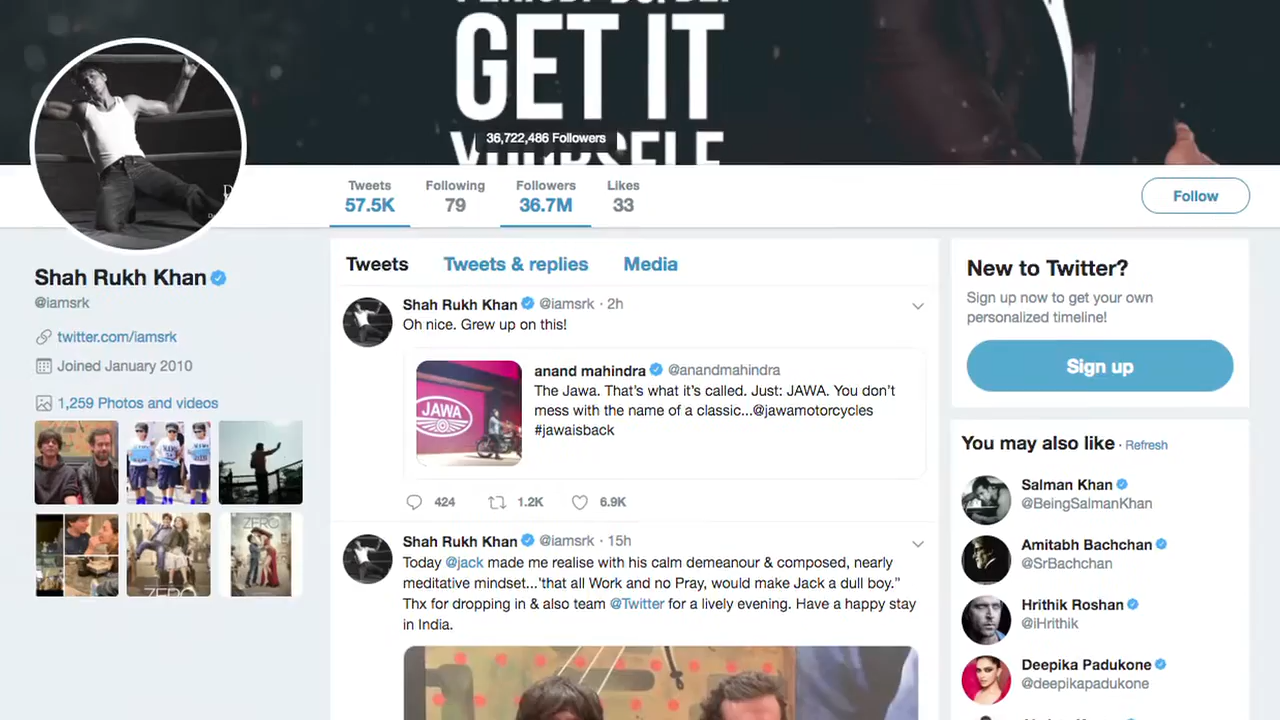 GET IT
YOURSELF
36,722,486 Followers
Tweets
57.5K
Following
79
Followers
36.7M
Likes
33
Follow
Shah Rukh Khan
@iamsrk
twitter.com/iamsrk
Joined January 2010
1,259 Photos and videos
ZERO
ZERO
Tweets Tweets & replies Media
Shah Rukh Khan @iamsrk · 2h
Oh nice. Grew up on this!
JAWA
anand mahindra @anandmahindra
The Jawa. That's what it's called. Just: JAWA. You don't
mess with the name of a classic...@jawamotorcycles
#jawaisback
424 1.2K 6.9K
Shah Rukh Khan @iamsrk · 15h
Today @jack made me realise with his calm demeanour & composed, nearly
meditative mindset...'that all Work and no Pray, would make Jack a dull boy."
Thx for dropping in & also team @Twitter for a lively evening. Have a happy stay
in India.
New to Twitter?
Sign up now to get your own
personalized timeline!
Sign up
You may also like · Refresh
Salman Khan
@BeingSalmanKhan
Amitabh Bachchan
@SrBachchan
Hrithik Roshan
@iHrithik
Deepika Padukone
@deepikapadukone